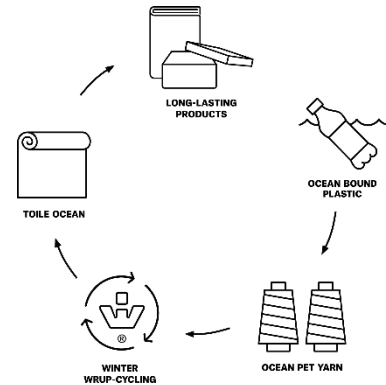 LONG-LASTING
PRODUCTS
OCEAN BOUND
PLASTIC
TOILE OCEAN
®
WINTER
WRUP-CYCLING
OCEAN PET YARN